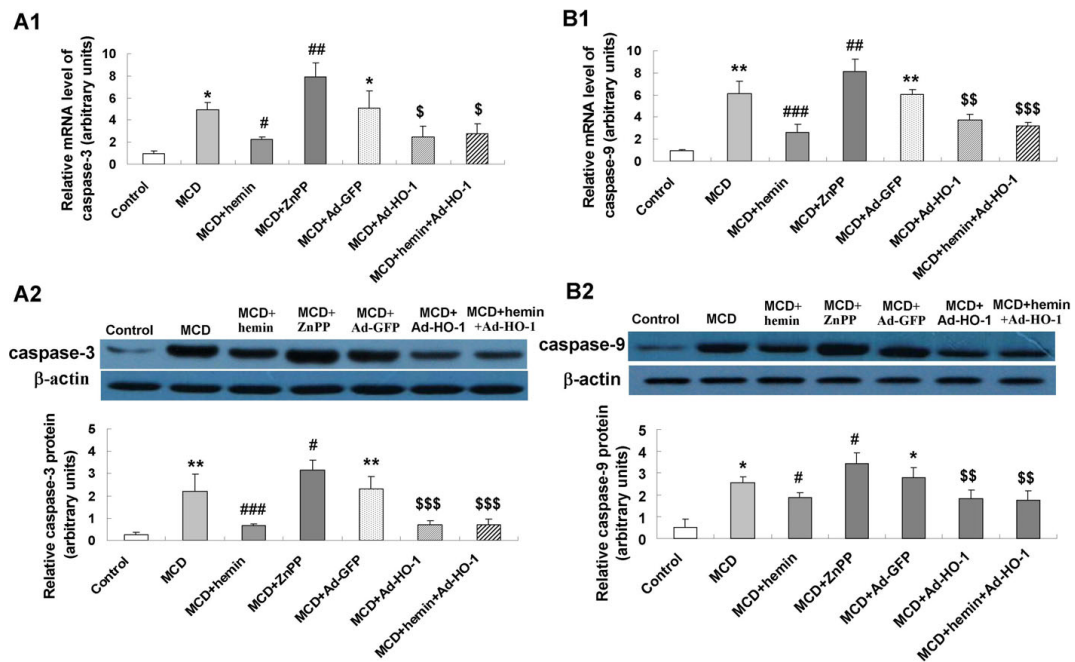 A1
Relative mRNA level of
caspase-3 (arbitrary units)
10
8
6
4
2
0
*
#
##
*
$
$
Control
MCD
MCD+hemin
MCD+ZnPP
MCD+Ad-GFP
MCD+Ad-HO-1
MCD+hemin+Ad-HO-1
B1
Relative mRNA level of
caspase-9 (arbitrary units)
10
8
6
4
2
0
**
###
##
**
$$
$$$
Control
MCD
MCD+hemin
MCD+ZnPP
MCD+Ad-GFP
MCD+Ad-HO-1
MCD+hemin+Ad-HO-1
A2
Control
MCD
MCD+
hemin
MCD+
ZnPP
MCD+
Ad-GFP
MCD+
Ad-HO-1
MCD+hemin
+Ad-HO-1
caspase-3
β-actin
Relative caspase-3 protein
(arbitrary units)
5
4
3
2
1
0
**
###
#
**
$$$
$$$
Control
MCD
MCD+hemin
MCD+ZnPP
MCD+Ad-GFP
MCD+Ad-HO-1
MCD+hemin+Ad-HO-1
B2
Control
MCD
MCD+
hemin
MCD+
ZnPP
MCD+
Ad-GFP
MCD+
Ad-HO-1
MCD+hemin
+Ad-HO-1
caspase-9
β-actin
Relative caspase-9 protein
(arbitrary units)
5
4
3
2
1
0
*
#
#
*
$$
$$
Control
MCD
MCD+hemin
MCD+ZnPP
MCD+Ad-GFP
MCD+Ad-HO-1
MCD+hemin+Ad-HO-1